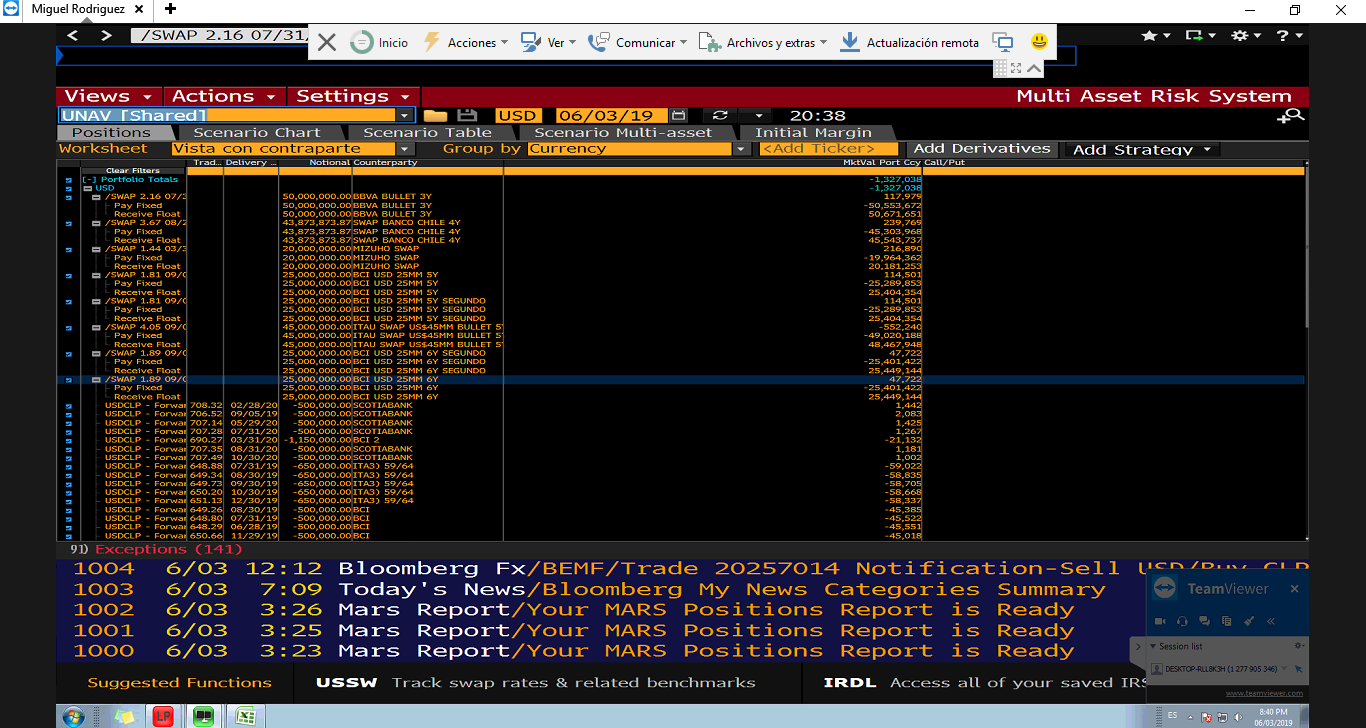 Miguel Rodriguez
/SWAP 2.16 07/31/
Inicio Acciones Ver Comunicar Archivos y extras Actualización remota
Views Actions Settings Multi Asset Risk System
UNAV [Shared] USD 06/03/19 20:38
Positions Scenario Chart Scenario Table Scenario Multi-asset Initial Margin
Worksheet Vista con contraparte Group by Currency <Add Ticker> Add Derivatives Add Strategy
Trad... Delivery ... Notional Counterparty MktVal Port Ccy Call/Put
Clear Filters
[-] Portfolio Totals -1,327,038
USD -1,327,038
/SWAP 2.16 07/3 50,000,000.00 BBVA BULLET 3Y 117,979
Pay Fixed 50,000,000.00 BBVA BULLET 3Y -50,553,672
Receive Float 50,000,000.00 BBVA BULLET 3Y 50,671,651
/SWAP 3.67 08/2 43,873,873.87 SWAP BANCO CHILE 4Y 239,769
Pay Fixed 43,873,873.87 SWAP BANCO CHILE 4Y -45,303,968
Receive Float 43,873,873.87 SWAP BANCO CHILE 4Y 45,543,737
/SWAP 1.44 03/3 20,000,000.00 MIZUHO SWAP 216,890
Pay Fixed 20,000,000.00 MIZUHO SWAP -19,964,362
Receive Float 20,000,000.00 MIZUHO SWAP 20,181,253
/SWAP 1.81 09/0 25,000,000.00 BCI USD 25MM 5Y 114,501
Pay Fixed 25,000,000.00 BCI USD 25MM 5Y -25,289,853
Receive Float 25,000,000.00 BCI USD 25MM 5Y 25,404,354
/SWAP 1.81 09/0 25,000,000.00 BCI USD 25MM 5Y SEGUNDO 114,501
Pay Fixed 25,000,000.00 BCI USD 25MM 5Y SEGUNDO -25,289,853
Receive Float 25,000,000.00 BCI USD 25MM 5Y SEGUNDO 25,404,354
/SWAP 4.05 09/0 45,000,000.00 ITAU SWAP US$45MM BULLET 5Y -552,240
Pay Fixed 45,000,000.00 ITAU SWAP US$45MM BULLET 5Y -49,020,188
Receive Float 45,000,000.00 ITAU SWAP US$45MM BULLET 5Y 48,467,948
/SWAP 1.89 09/0 25,000,000.00 BCI USD 25MM 6Y SEGUNDO 47,722
Pay Fixed 25,000,000.00 BCI USD 25MM 6Y SEGUNDO -25,401,422
Receive Float 25,000,000.00 BCI USD 25MM 6Y SEGUNDO 25,449,144
/SWAP 1.89 09/0 25,000,000.00 BCI USD 25MM 6Y 47,722
Pay Fixed 25,000,000.00 BCI USD 25MM 6Y -25,401,422
Receive Float 25,000,000.00 BCI USD 25MM 6Y 25,449,144
USDCLP - Forwar 708.32 02/28/20 -500,000.00 SCOTIABANK 1,442
USDCLP - Forwar 706.52 09/05/19 -500,000.00 SCOTIABANK 2,083
USDCLP - Forwar 707.14 05/29/20 -500,000.00 SCOTIABANK 1,425
USDCLP - Forwar 707.28 07/31/20 -500,000.00 SCOTIABANK 1,267
USDCLP - Forwar 690.27 03/31/20 -1,150,000.00 BCI 2 -21,132
USDCLP - Forwar 707.35 08/31/20 -500,000.00 SCOTIABANK 1,181
USDCLP - Forwar 707.49 10/30/20 -500,000.00 SCOTIABANK 1,002
USDCLP - Forwar 648.88 07/31/19 -650,000.00 ITA3) 59/64 -59,022
USDCLP - Forwar 649.34 08/30/19 -650,000.00 ITA3) 59/64 -58,835
USDCLP - Forwar 649.73 09/30/19 -650,000.00 ITA3) 59/64 -58,705
USDCLP - Forwar 650.20 10/30/19 -650,000.00 ITA3) 59/64 -58,668
USDCLP - Forwar 651.13 12/30/19 -650,000.00 ITA3) 59/64 -58,337
USDCLP - Forwar 649.26 08/30/19 -500,000.00 BCI -45,385
USDCLP - Forwar 648.80 07/31/19 -500,000.00 BCI -45,522
USDCLP - Forwar 648.29 06/28/19 -500,000.00 BCI -45,551
USDCLP - Forwar 650.66 11/29/19 -500,000.00 BCI -45,018
91) Exceptions (141)
1004 6/03 12:12 Bloomberg Fx/BEMF/Trade 20257014 Notification-Sell USD/Buy CLP
1003 6/03 7:09 Today's News/Bloomberg My News Categories Summary
1002 6/03 3:26 Mars Report/Your MARS Positions Report is Ready
1001 6/03 3:25 Mars Report/Your MARS Positions Report is Ready
1000 6/03 3:23 Mars Report/Your MARS Positions Report is Ready
TeamViewer
Session list
DESKTOP-RLL8K3H (1 277 905 346)
www.teamviewer.com
Suggested Functions USSW Track swap rates & related benchmarks IRDL Access all of your saved IRS
LP ES 8:40 PM
06/03/2019